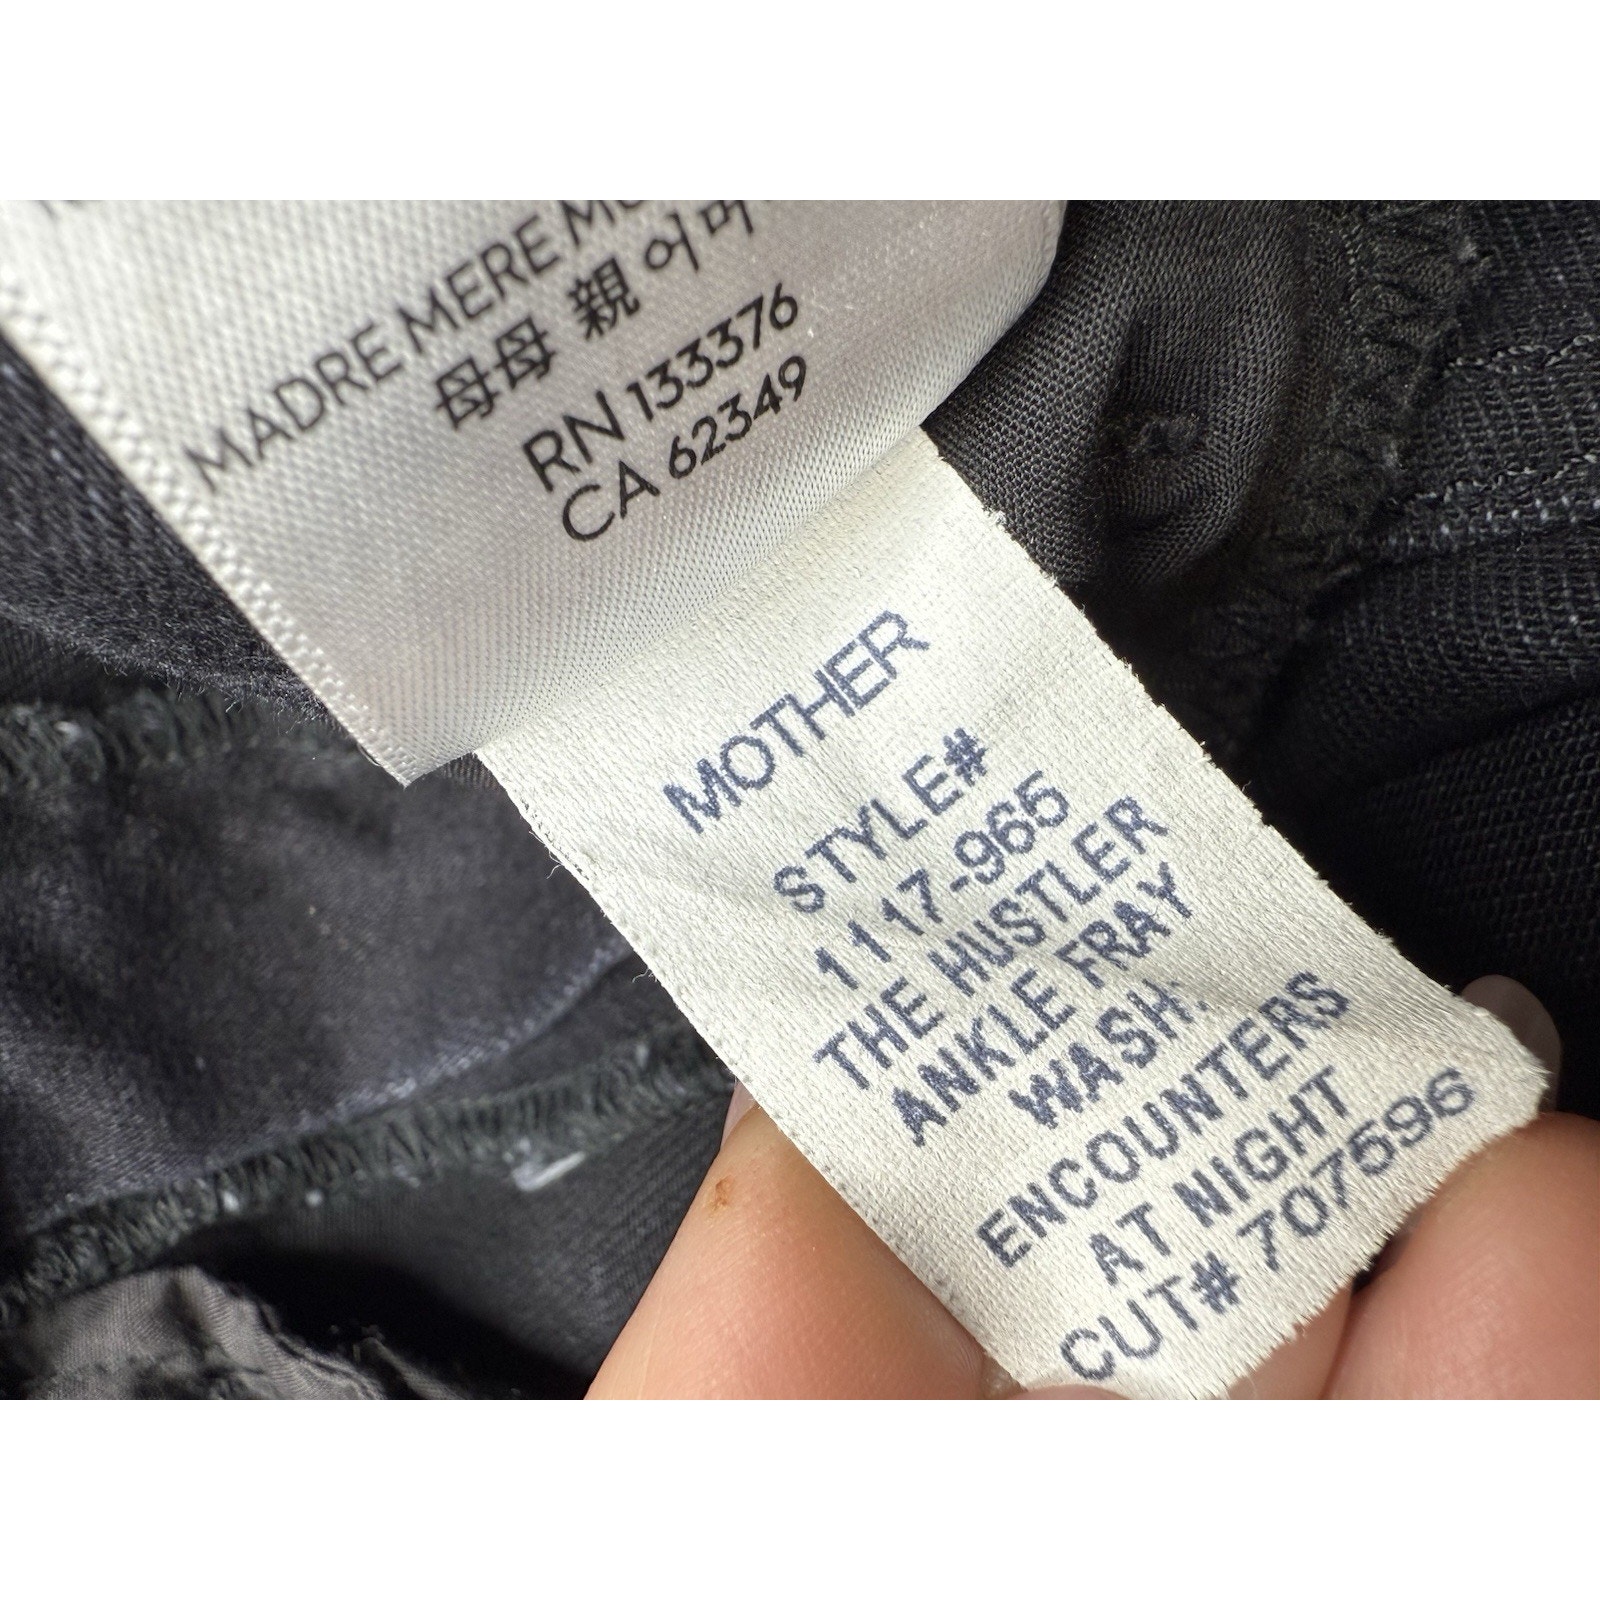 MADRE MERE
母母 親 어머
RN 133376
CA 62349
MOTHER
STYLE#
1117-965
THE HUSTLER
ANKLE FRAY
WASH:
ENCOUNTERS
AT NIGHT
CUT# 707596